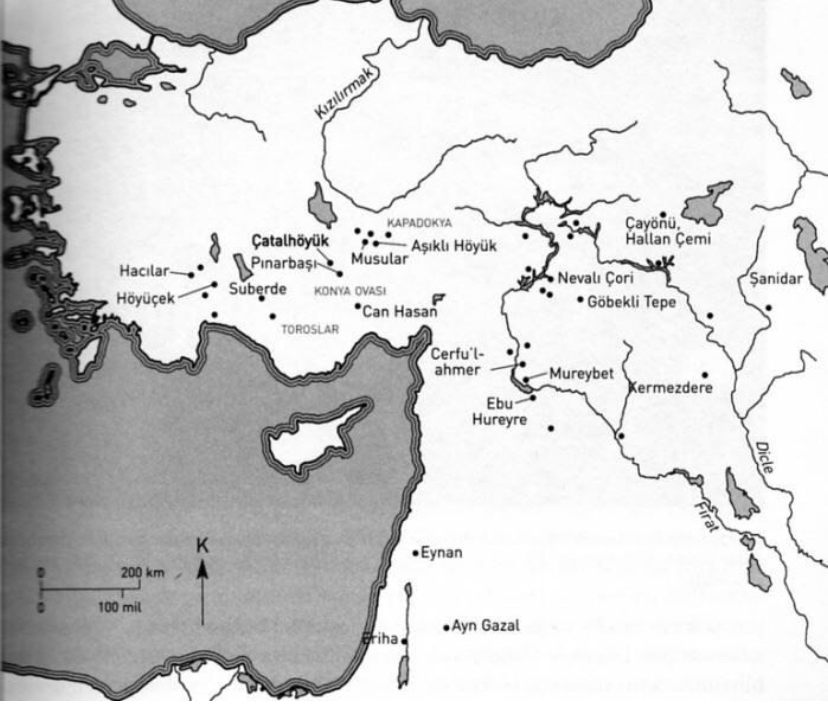 Kızılırmak
KAPADOKYA
Çatalhöyük
Aşıklı Höyük
Musular
Pınarbaşı
Hacılar
KONYA OVASI
Höyüçek
Suberde
Can Hasan
TOROSLAR
Çayönü,
Hallan Çemi
Nevalı Çori
Göbekli Tepe
Şanidar
Cerfu'l-
ahmer
Mureybet
Kermezdere
Ebu
Hureyre
Dicle
Fırat
K
0
200 km
0
100 mil
Eynan
Ayn Gazal
Eriha